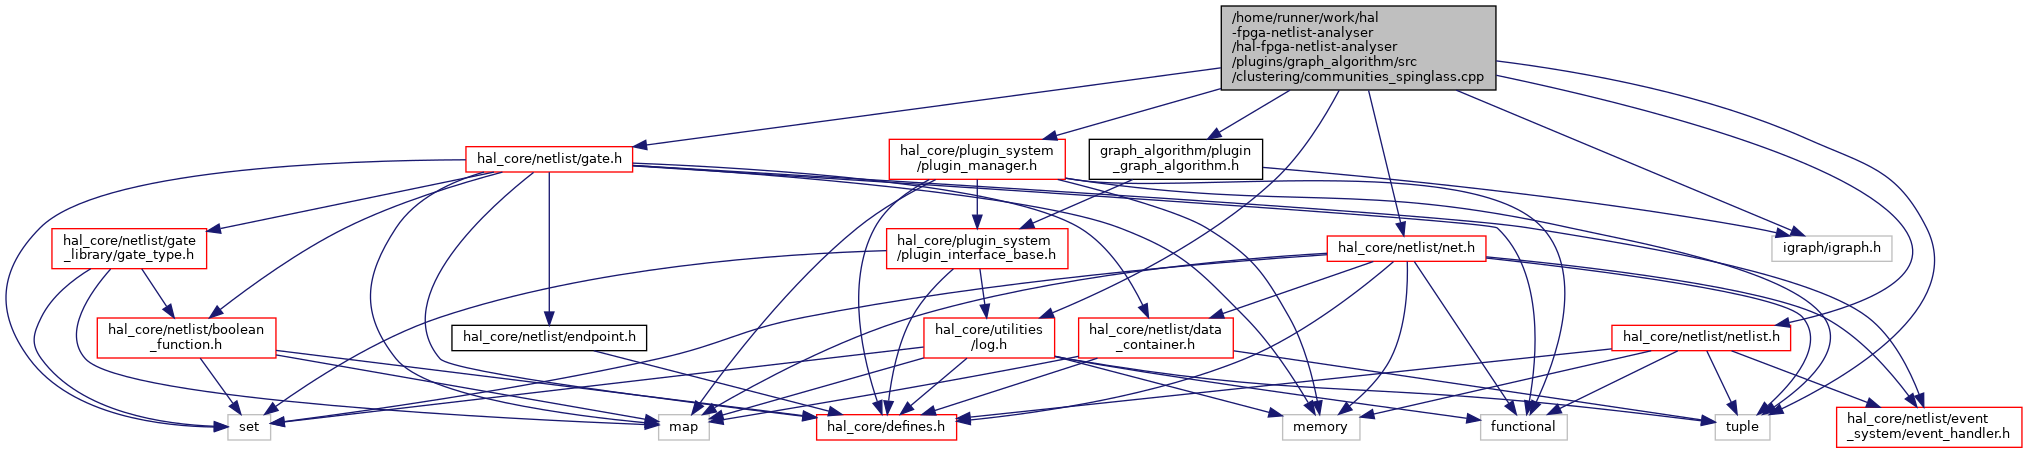 /home/runner/work/hal
-fpga-netlist-analyser
/hal-fpga-netlist-analyser
/plugins/graph_algorithm/src
/clustering/communities_spinglass.cpp
hal_core/netlist/gate.h
hal_core/plugin_system
/plugin_manager.h
graph_algorithm/plugin
_graph_algorithm.h
hal_core/netlist/gate
_library/gate_type.h
hal_core/plugin_system
/plugin_interface_base.h
hal_core/netlist/net.h
igraph/igraph.h
hal_core/netlist/boolean
_function.h
hal_core/netlist/endpoint.h
hal_core/utilities
/log.h
hal_core/netlist/data
_container.h
hal_core/netlist/netlist.h
set
map
hal_core/defines.h
memory
functional
tuple
hal_core/netlist/event
_system/event_handler.h